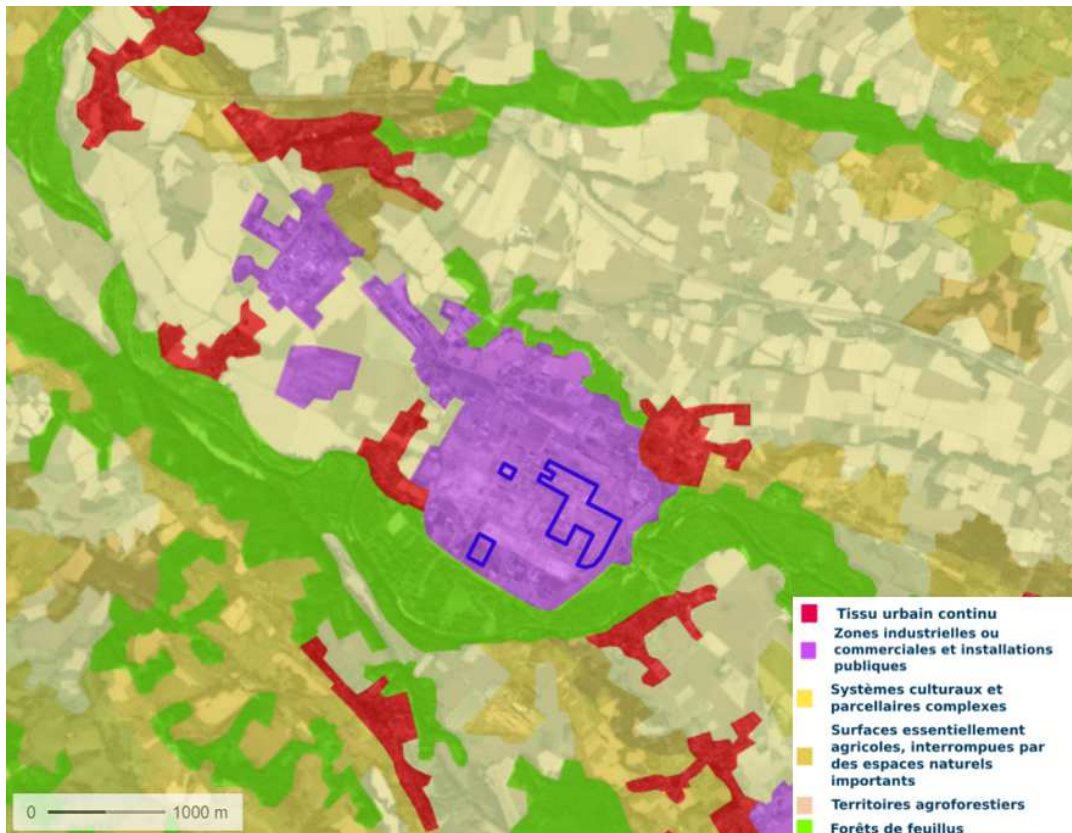 Tissu urbain continu
Zones industrielles ou
commerciales et installations
publiques
Systèmes culturaux et
parcellaires complexes
Surfaces essentiellement
agricoles, interrompues par
des espaces naturels
importants
Territoires agroforestiers
Forêts de feuillus
0 1000 m